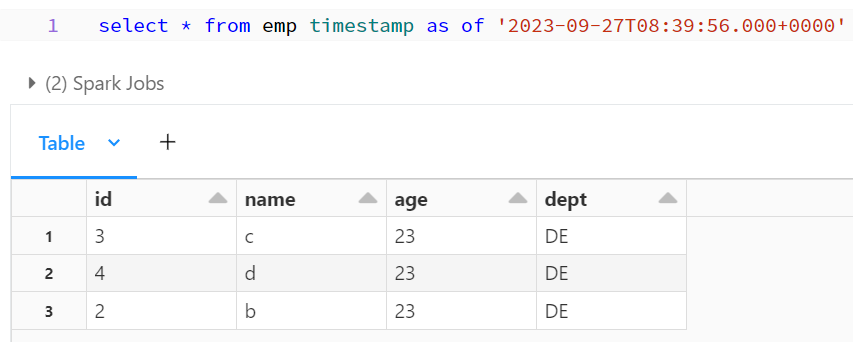 1 select * from emp timestamp as of '2023-09-27T08:39:56.000+0000'
(2) Spark Jobs
Table +
id name age dept
1 3 c 23 DE
2 4 d 23 DE
3 2 b 23 DE